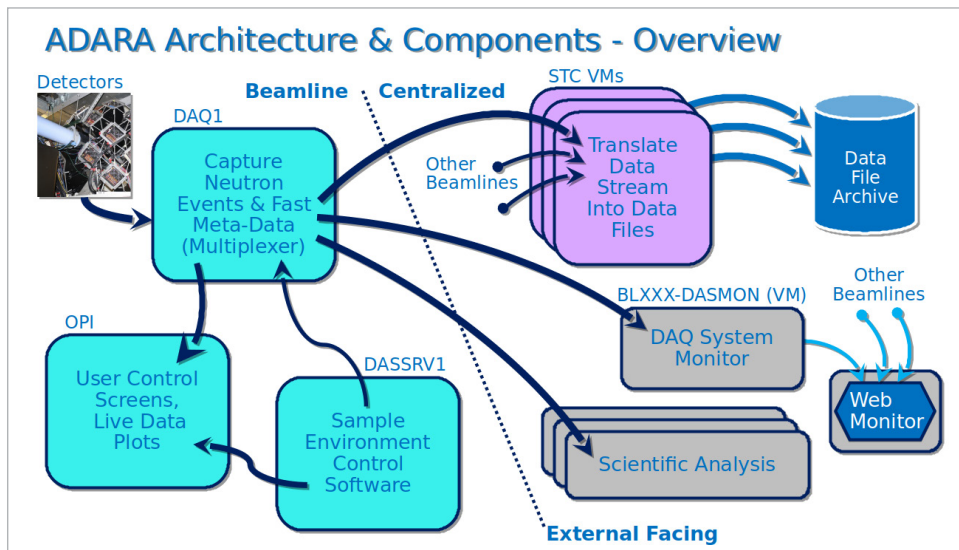 ADARA Architecture & Components - Overview
Detectors
Beamline
Centralized
STC VMs
DAQ1
Capture
Neutron
Events & Fast
Meta-Data
(Multiplexer)
Other
Beamlines
Translate
Data
Stream
Into Data
Files
Data
File
Archive
BLXXX-DASMON (VM)
DAQ System
Monitor
Other
Beamlines
Web
Monitor
OPI
User Control
Screens,
Live Data
Plots
DASSRV1
Sample
Environment
Control
Software
Scientific Analysis
External Facing